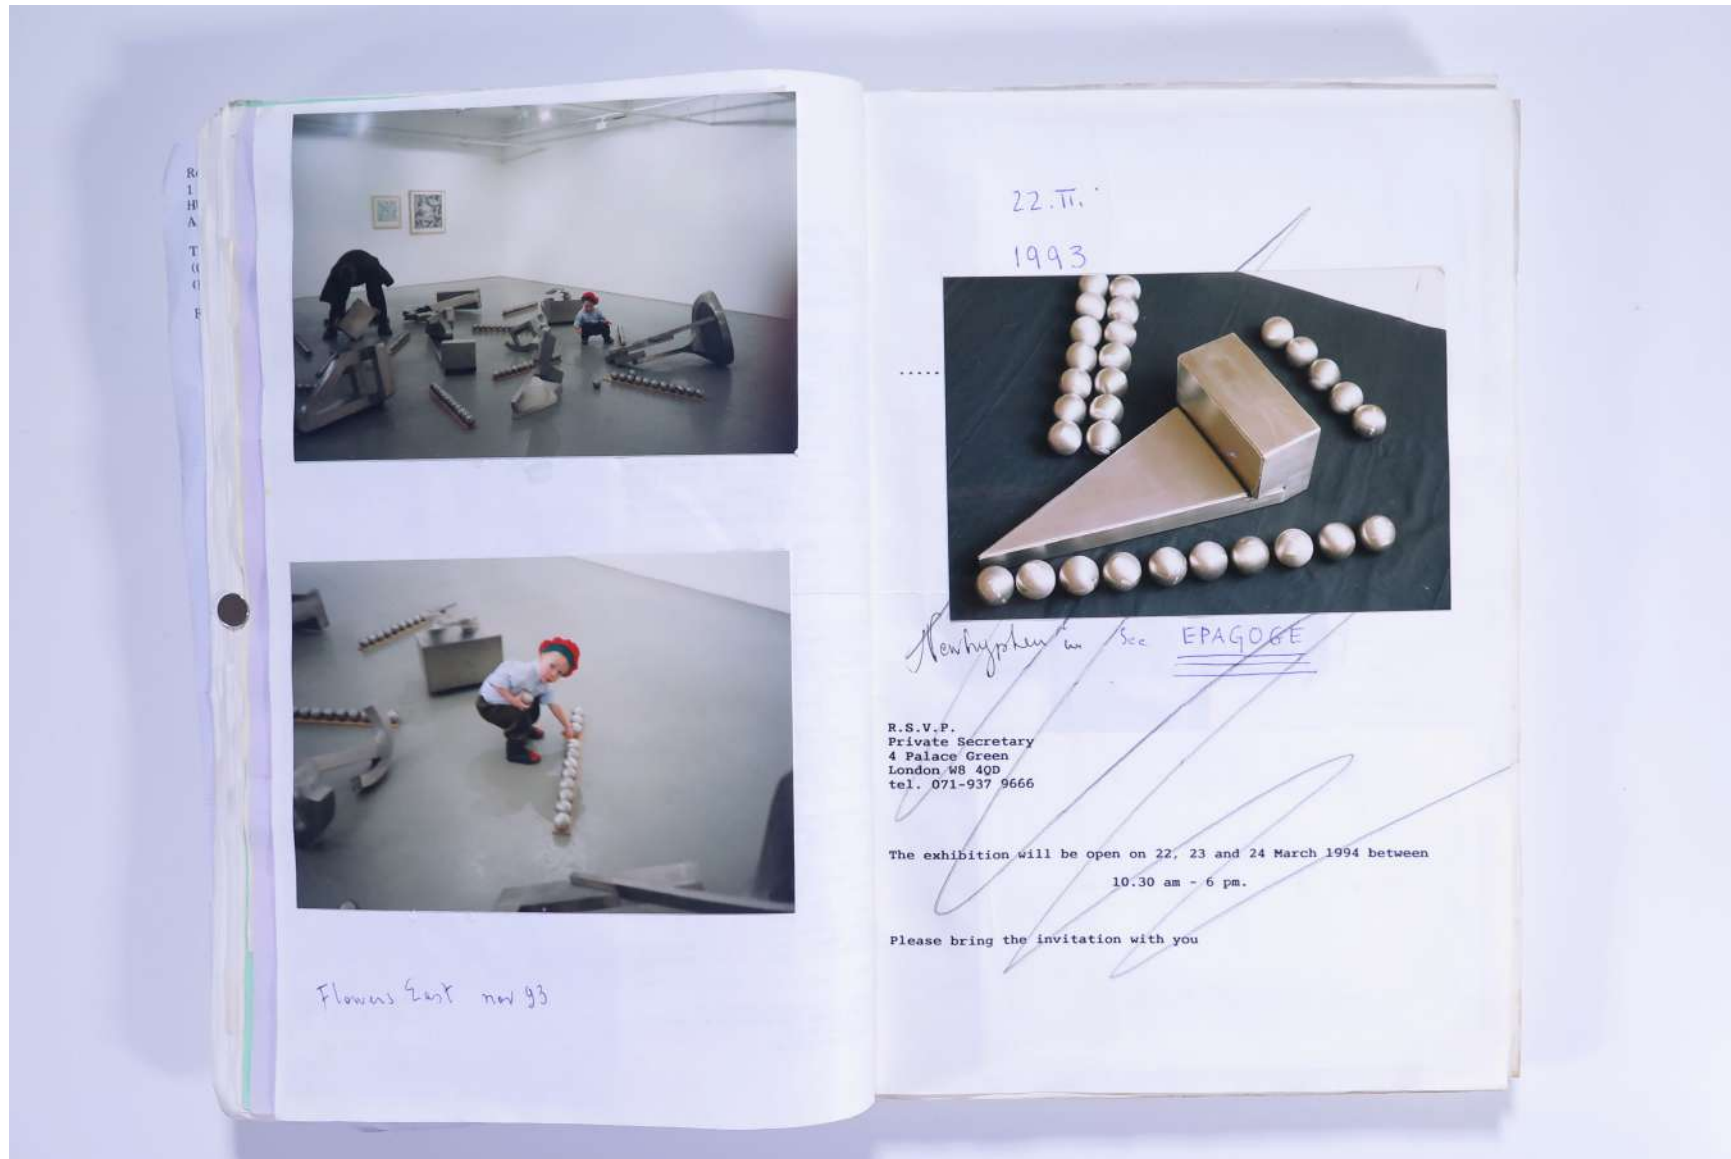 Flowers East nov 93
22.II.
1993
.....
see EPAGOGE
R.S.V.P.
Private Secretary
4 Palace Green
London W8 4QD
tel. 071-937 9666
The exhibition will be open on 22, 23 and 24 March 1994 between
10.30 am - 6 pm.
Please bring the invitation with you